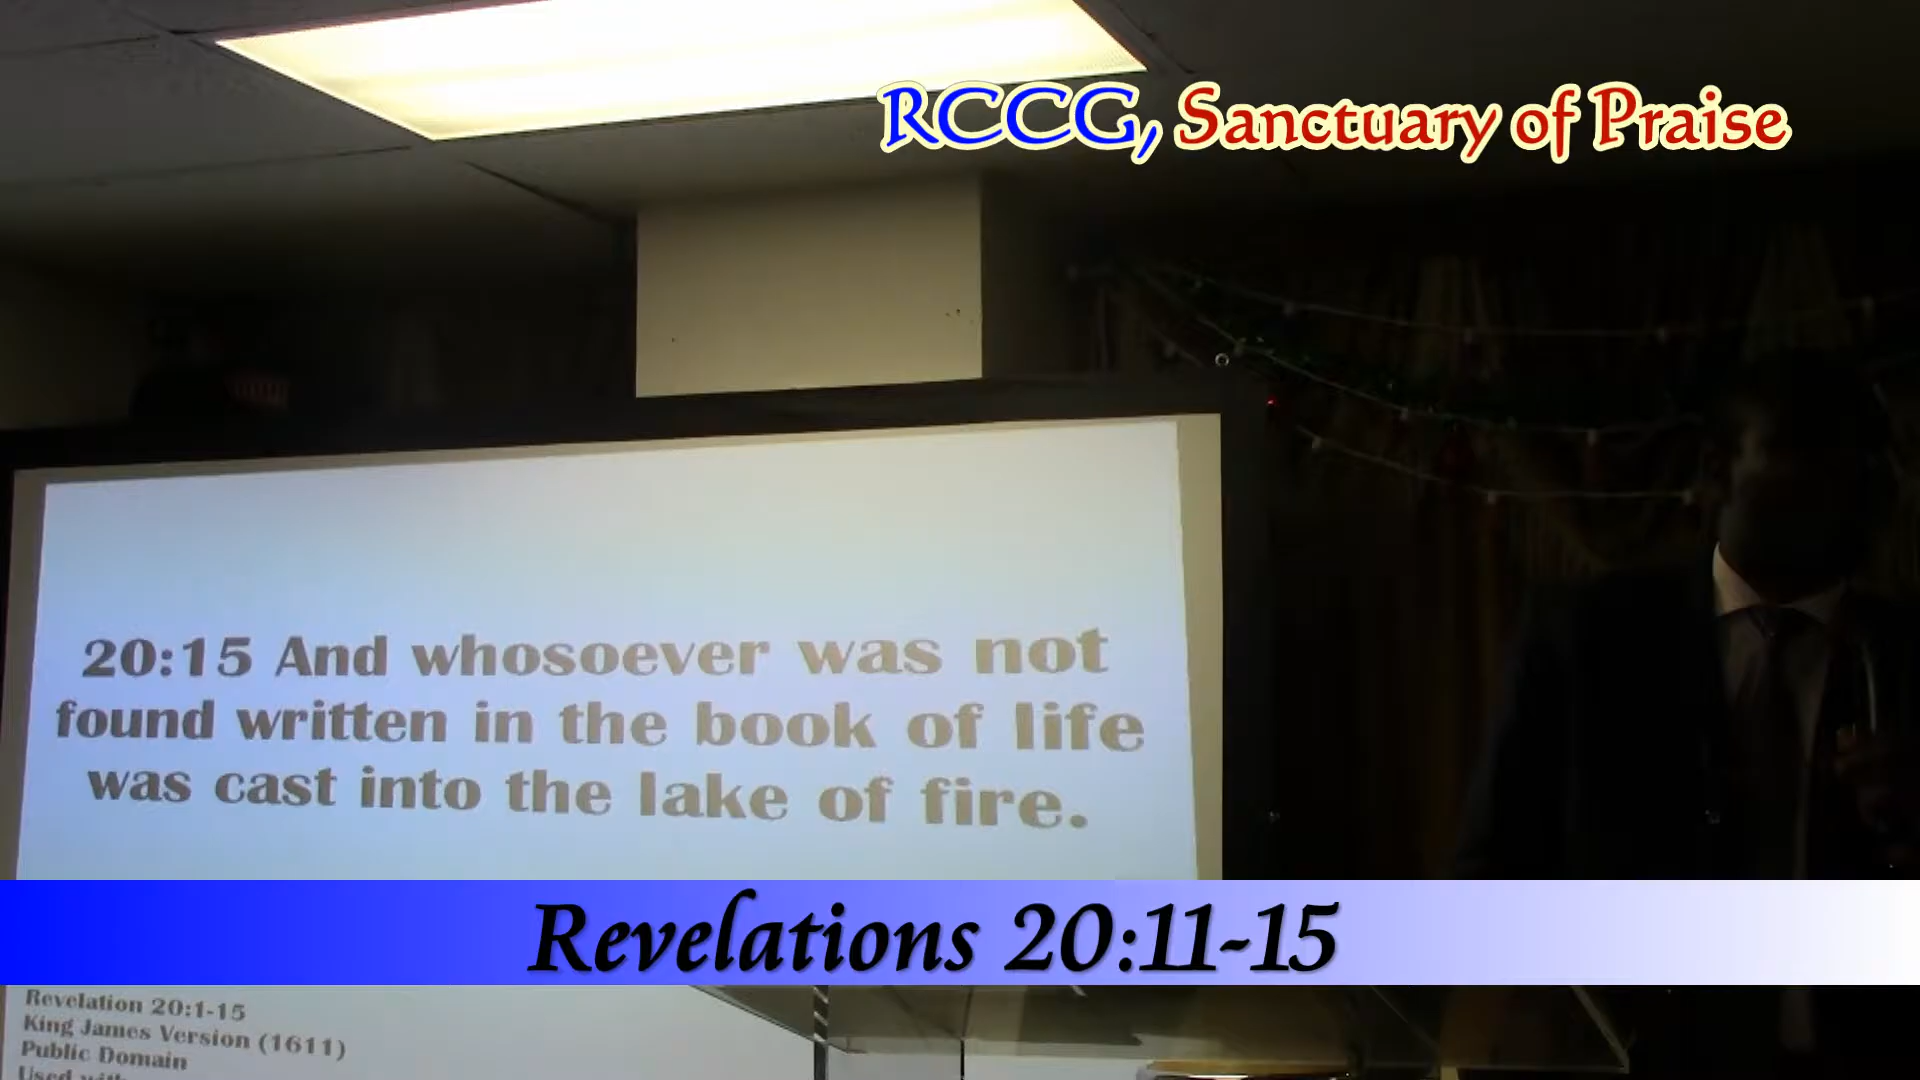 RCCG, Sanctuary of Praise
20:15 And whosoever was not
found written in the book of life
was cast into the lake of fire.
Revelations 20:11-15
Revelation 20:1-15
King James Version (1611)
Public Domain
Used